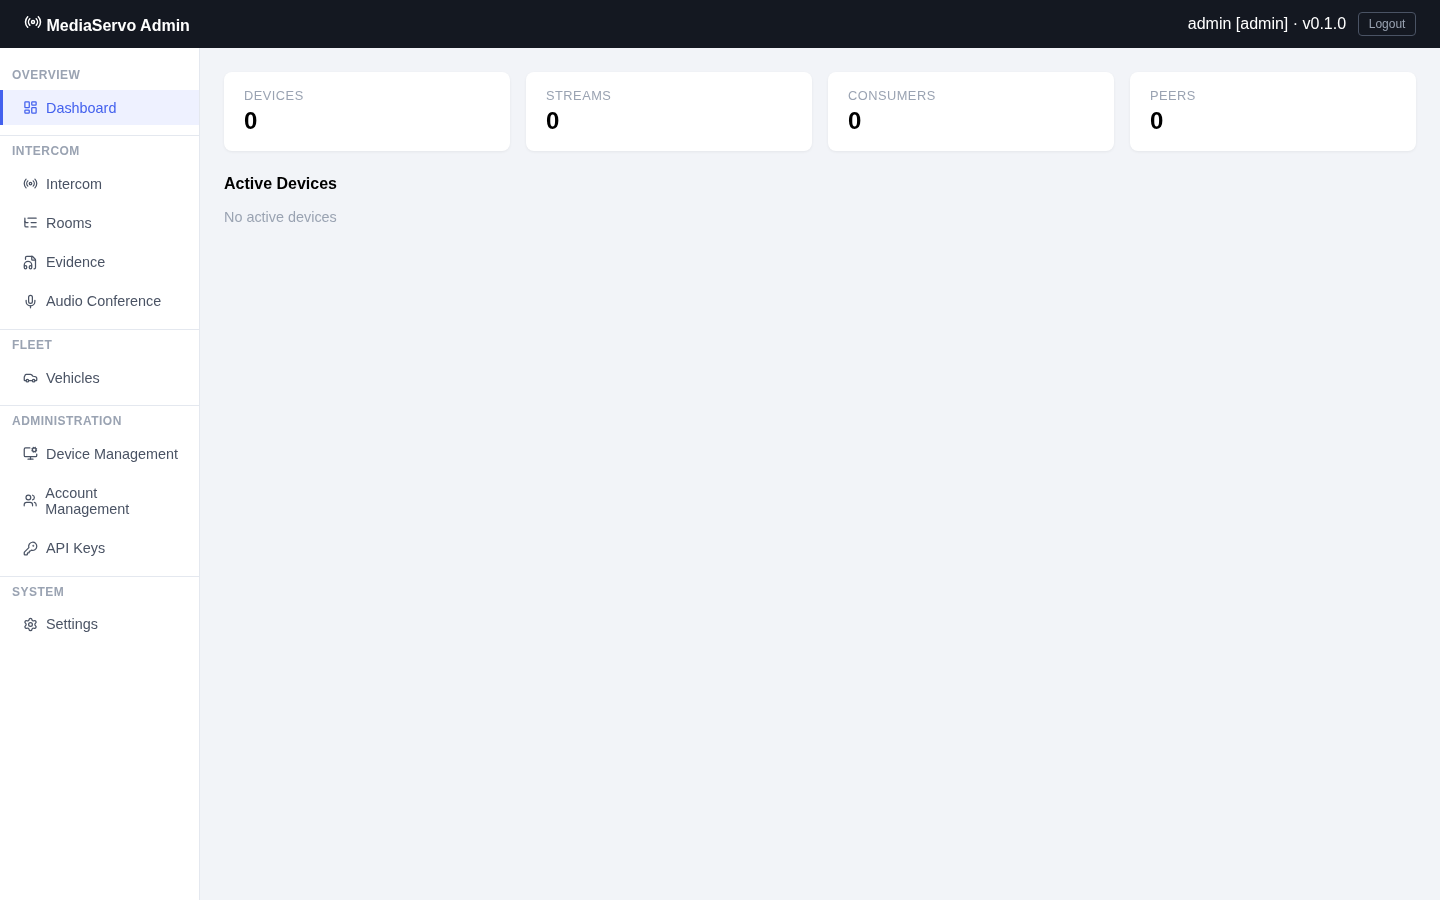 MediaServo Admin
admin [admin] · v0.1.0
Logout
OVERVIEW
Dashboard
INTERCOM
Intercom
Rooms
Evidence
Audio Conference
FLEET
Vehicles
ADMINISTRATION
Device Management
Account
Management
API Keys
SYSTEM
Settings
DEVICES
0
STREAMS
0
CONSUMERS
0
PEERS
0
Active Devices
No active devices